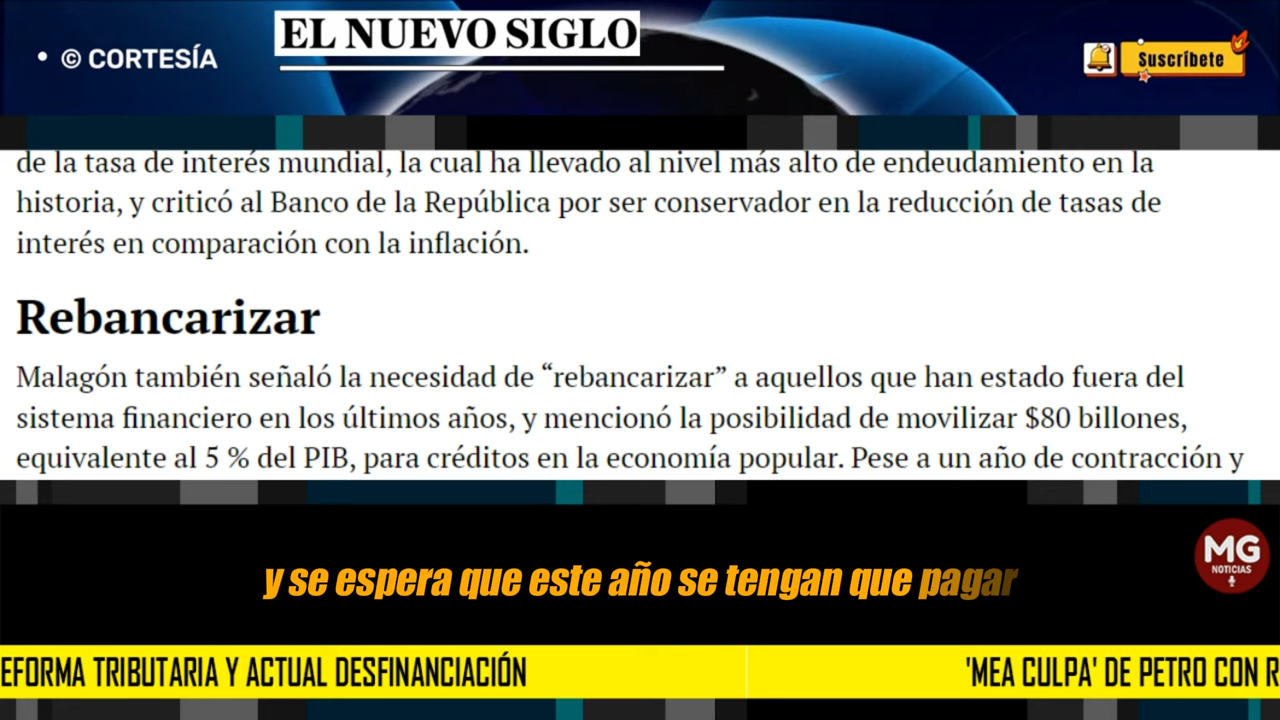 • © CORTESÍA
EL NUEVO SIGLO
Suscríbete
de la tasa de interés mundial, la cual ha llevado al nivel más alto de endeudamiento en la
historia, y criticó al Banco de la República por ser conservador en la reducción de tasas de
interés en comparación con la inflación.
Rebancarizar
Malagón también señaló la necesidad de “rebancarizar” a aquellos que han estado fuera del
sistema financiero en los últimos años, y mencionó la posibilidad de movilizar $80 billones,
equivalente al 5 % del PIB, para créditos en la economía popular. Pese a un año de contracción y
MG
NOTICIAS
y se espera que este año se tengan que pagar
EFORMA TRIBUTARIA Y ACTUAL DESFINANCIACIÓN
'MEA CULPA' DE PETRO CON R